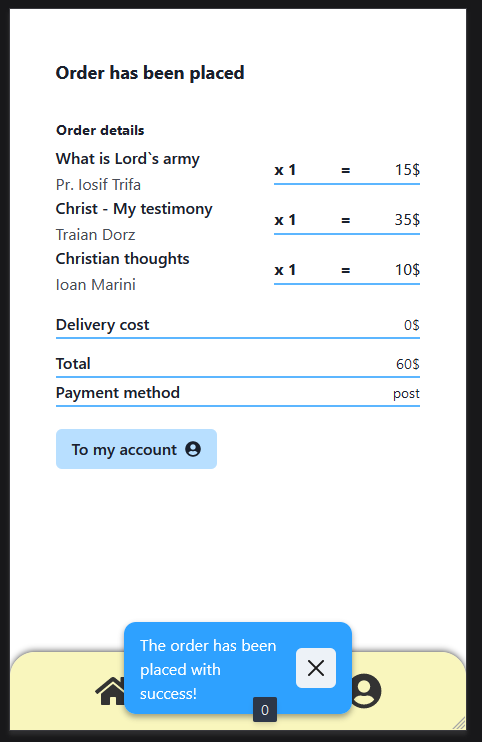 Order has been placed
Order details
What is Lord`s army
Pr. Iosif Trifa
x 1 = 15$
Christ - My testimony
Traian Dorz
x 1 = 35$
Christian thoughts
Ioan Marini
x 1 = 10$
Delivery cost 0$
Total 60$
Payment method post
To my account
The order has been
placed with
success!
0